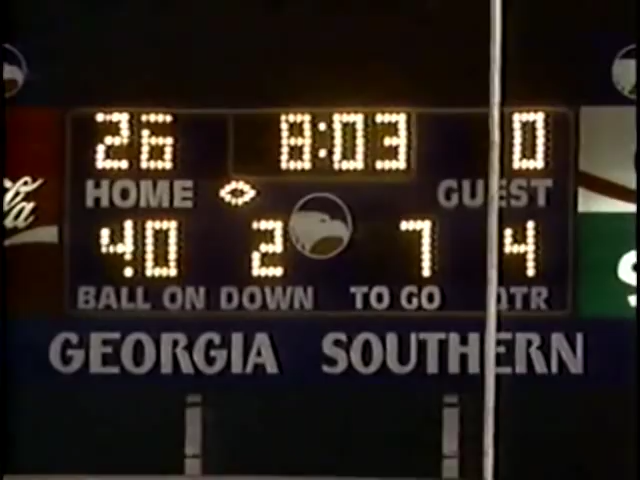 26 8:03 0
HOME GUEST
40 2 7 4
BALL ON DOWN TO GO QTR
GEORGIA SOUTHERN